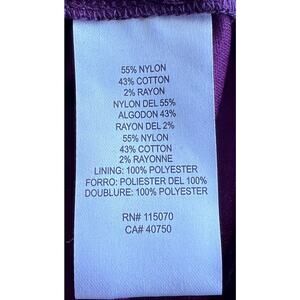 55% NYLON
43% COTTON
2% RAYON
NYLON DEL 55%
ALGODON 43%
RAYON DEL 2%
55% NYLON
43% COTTON
2% RAYONNE
LINING: 100% POLYESTER
FORRO: POLIESTER DEL 100%
DOUBLURE: 100% POLYESTER
RN# 115070
CA# 40750